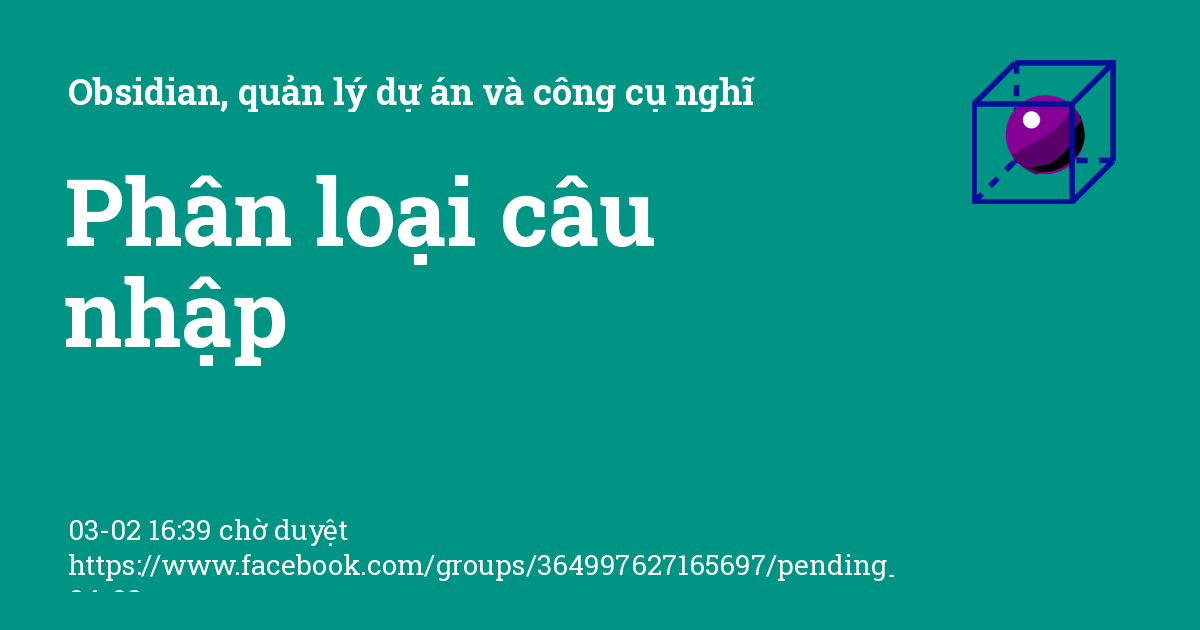 Obsidian, quản lý dự án và công cụ nghĩ
Phân loại câu
nhập
03-02 16:39 chờ duyệt
https://www.facebook.com/groups/364997627165697/pending_